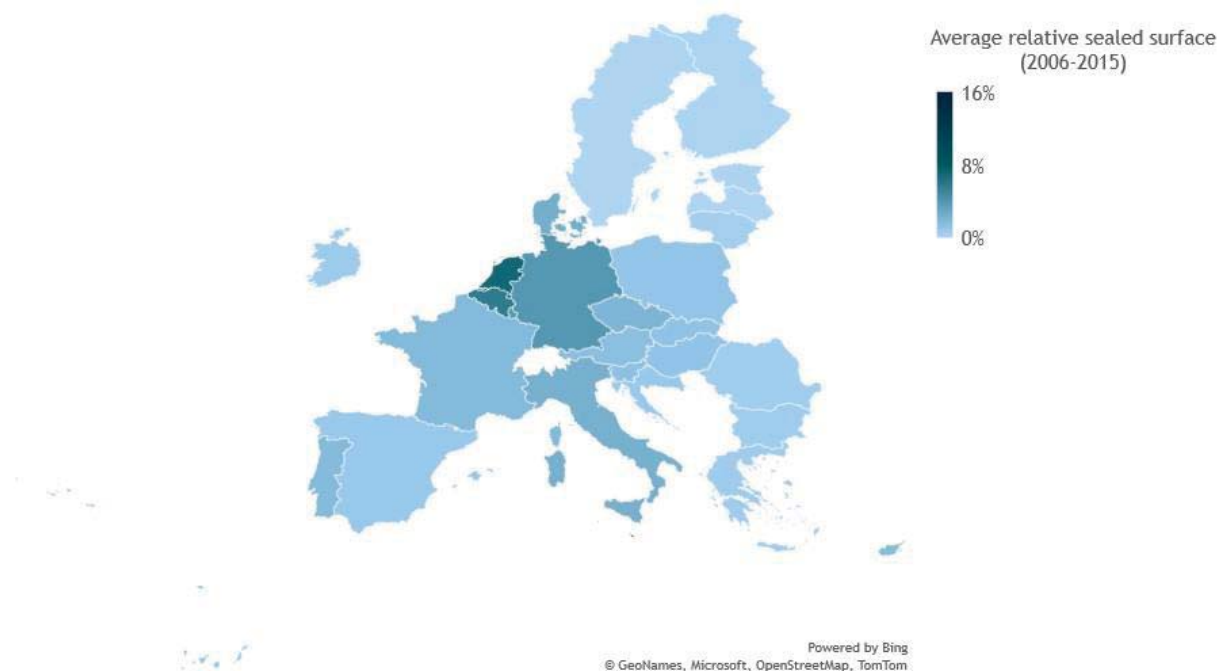 Average relative sealed surface
(2006-2015)
16%
8%
0%
Powered by Bing
© GeoNames, Microsoft, OpenStreetMap, TomTom